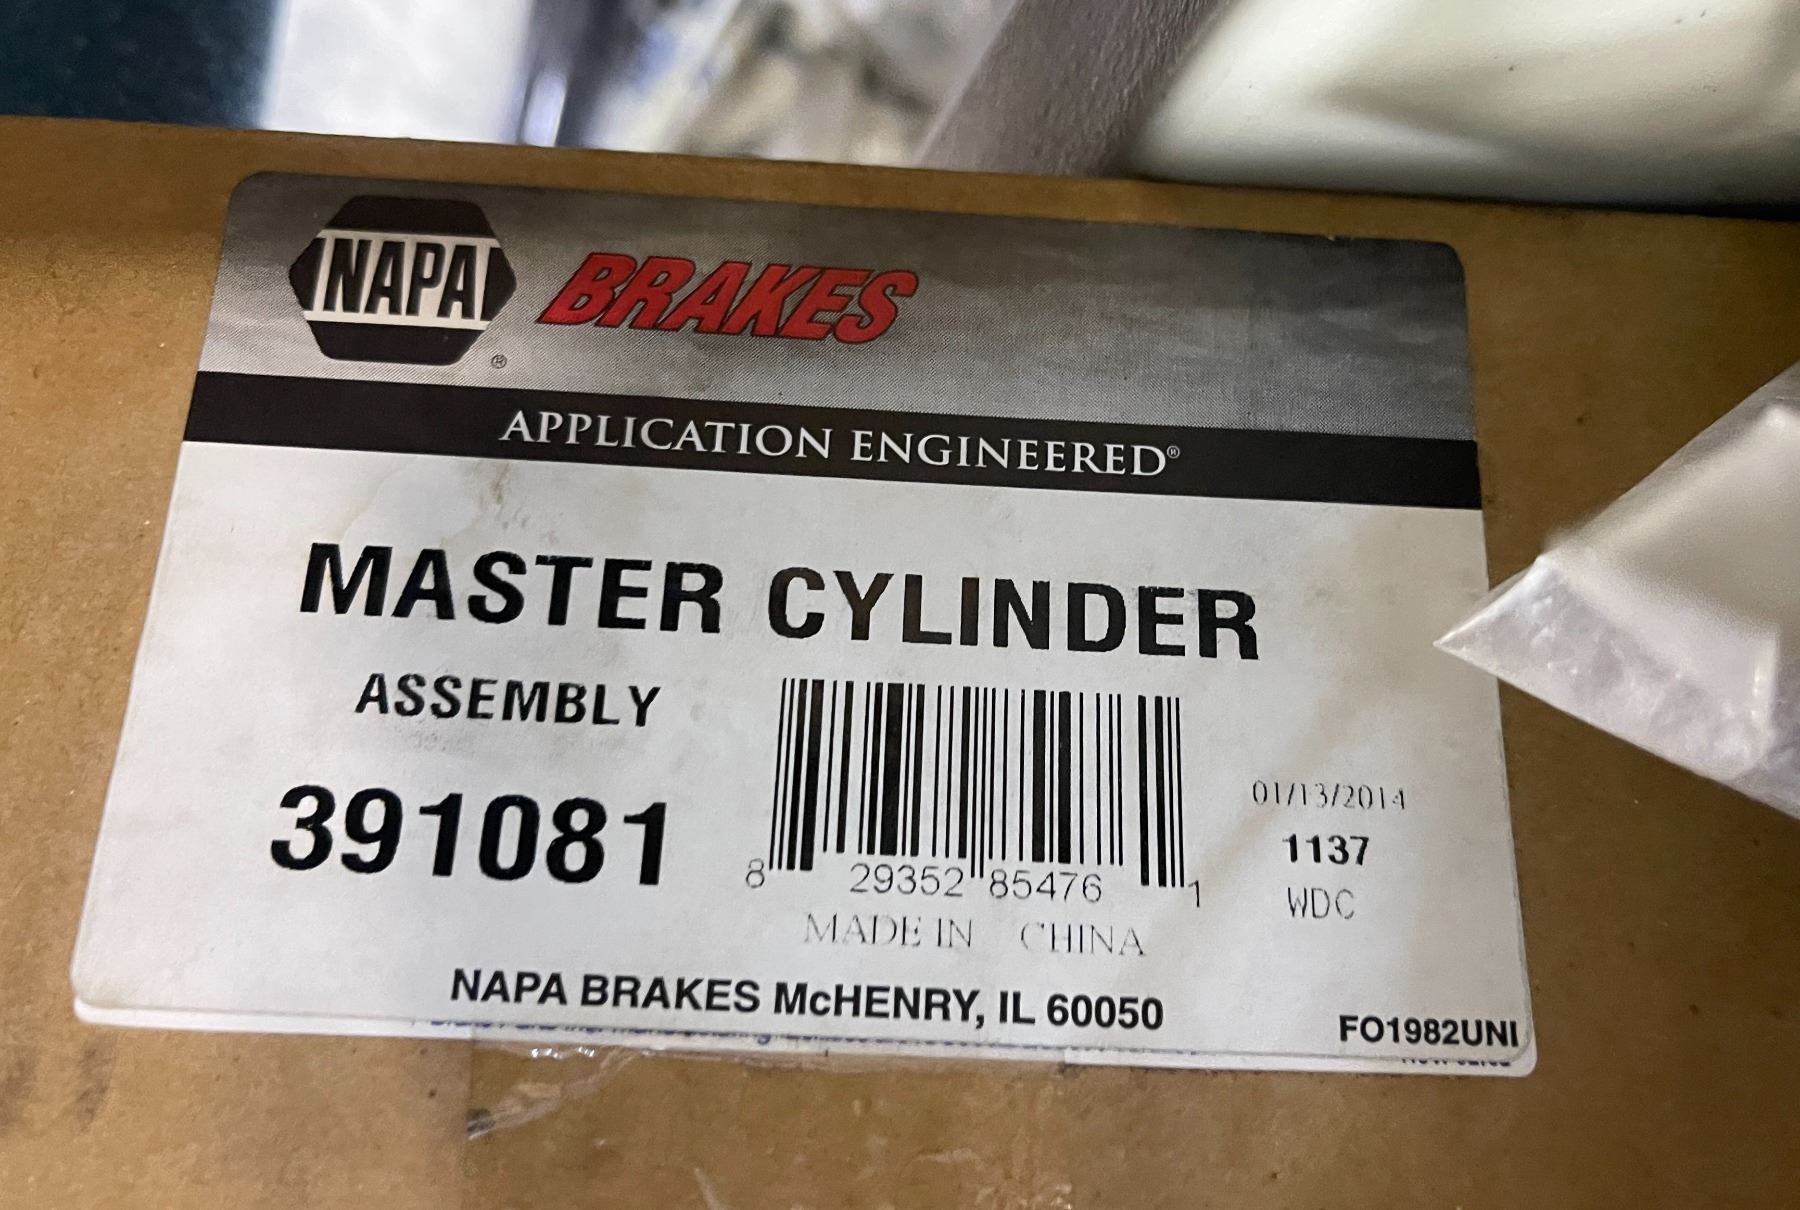 NAPA ® BRAKES
APPLICATION ENGINEERED®
MASTER CYLINDER
ASSEMBLY
391081
8 29352 85476 1
01/13/2014
1137
WDC
MADE IN CHINA
NAPA BRAKES McHENRY, IL 60050
FO1982UNI